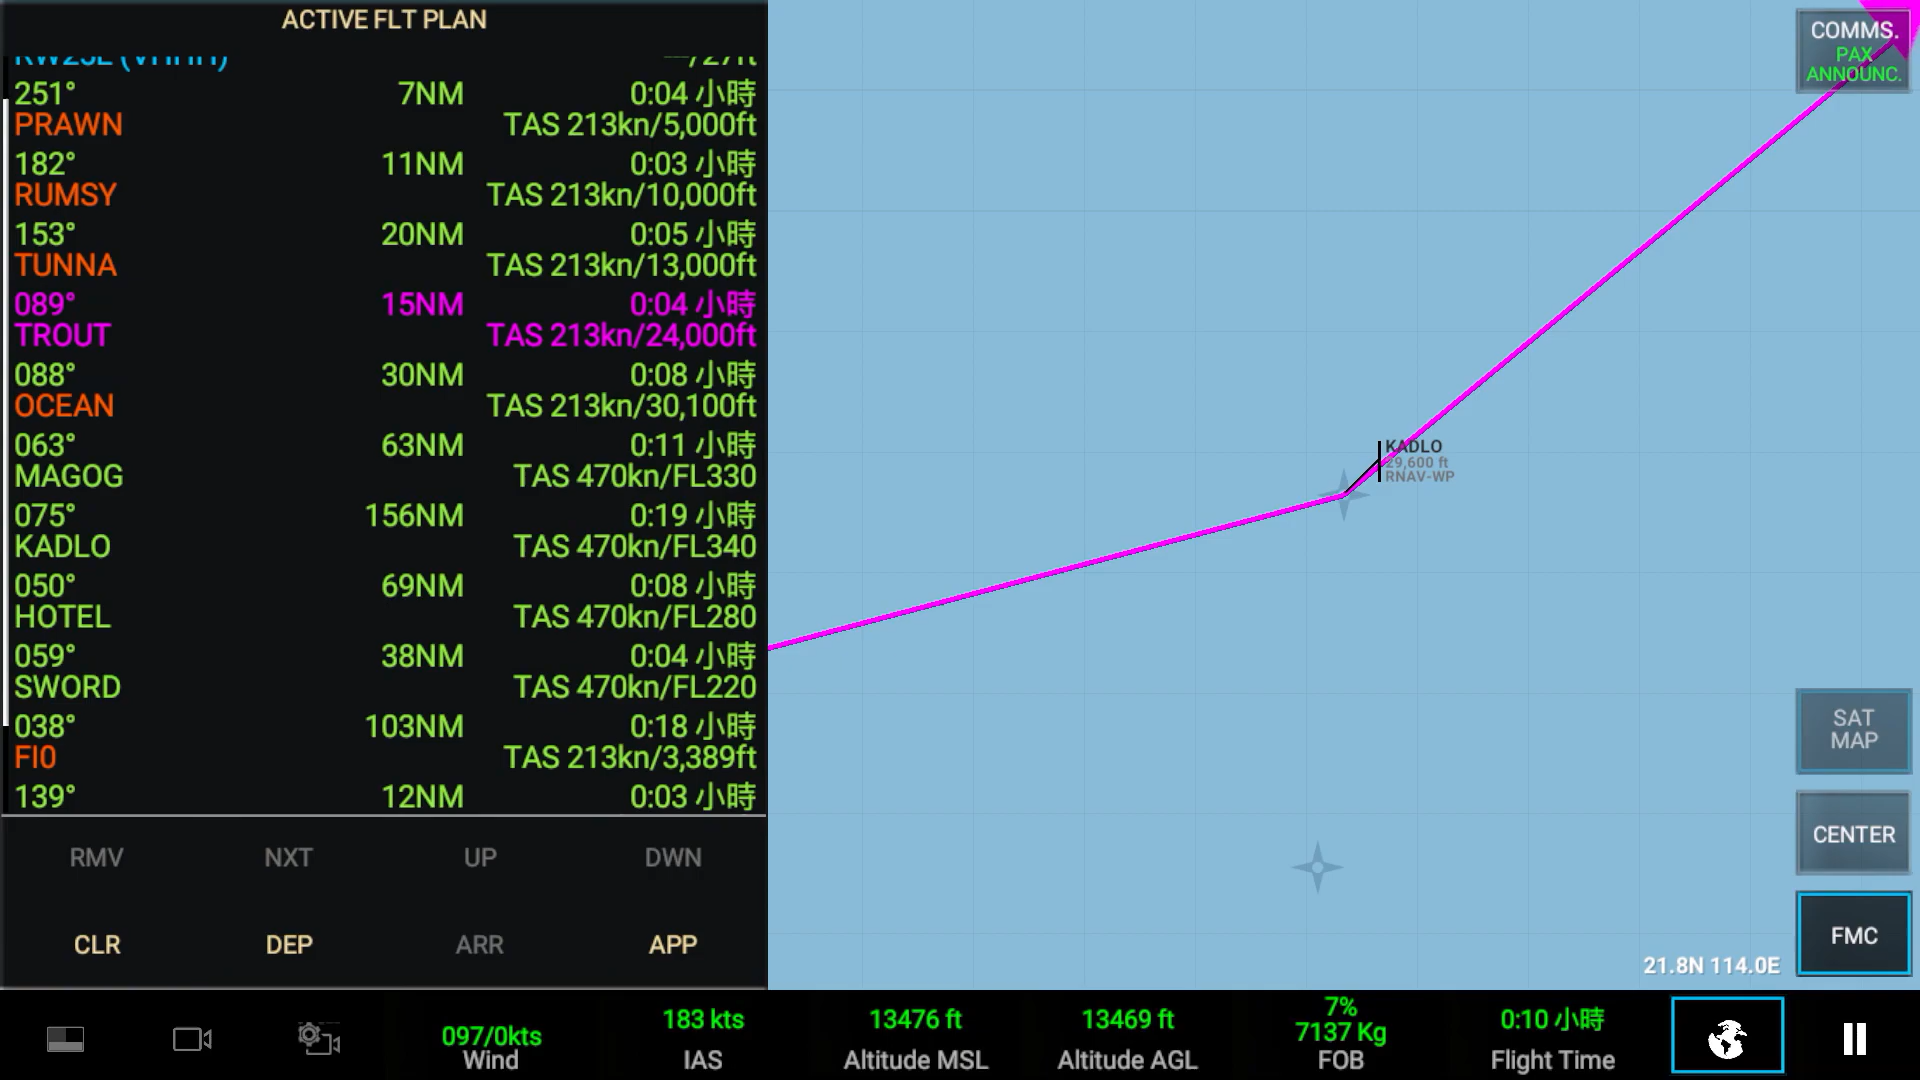 ACTIVE FLT PLAN
251° 7NM 0:04 小時
PRAWN TAS 213kn/5,000ft
182° 11NM 0:03 小時
RUMSY TAS 213kn/10,000ft
153° 20NM 0:05 小時
TUNNA TAS 213kn/13,000ft
089° 15NM 0:04 小時
TROUT TAS 213kn/24,000ft
088° 30NM 0:08 小時
OCEAN TAS 213kn/30,100ft
063° 63NM 0:11 小時
MAGOG TAS 470kn/FL330
075° 156NM 0:19 小時
KADLO TAS 470kn/FL340
050° 69NM 0:08 小時
HOTEL TAS 470kn/FL280
059° 38NM 0:04 小時
SWORD TAS 470kn/FL220
038° 103NM 0:18 小時
FI0 TAS 213kn/3,389ft
139° 12NM 0:03 小時
RMV NXT UP DWN
CLR DEP ARR APP
KADLO
29,600 ft
RNAV-WP
COMMS.
PAX
ANNOUNC.
SAT
MAP
CENTER
FMC
21.8N 114.0E
097/0kts
Wind
183 kts
IAS
13476 ft
Altitude MSL
13469 ft
Altitude AGL
7%
7137 Kg
FOB
0:10 小時
Flight Time